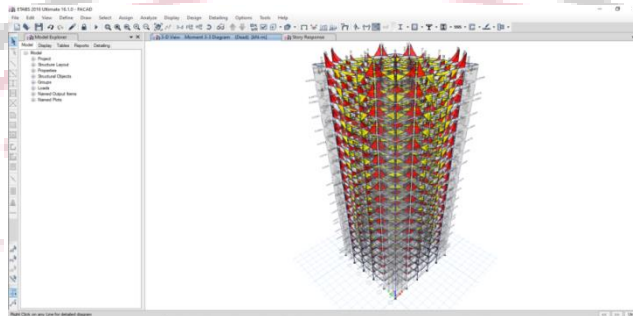 ETABS 2016 Ultimate 16.1.0 - FACAD
File Edit View Define Draw Select Assign Analyze Display Design Detailing Options Tools Help
Model Explorer
3-D View Moment 3-3 Diagram (Dead) [kN-m]
Story Response
Model Display Tables Reports Detailing
Model
Project
Structure Layout
Properties
Structural Objects
Groups
Loads
Named Output Items
Named Plots
Right Click on any line for detailed diagram